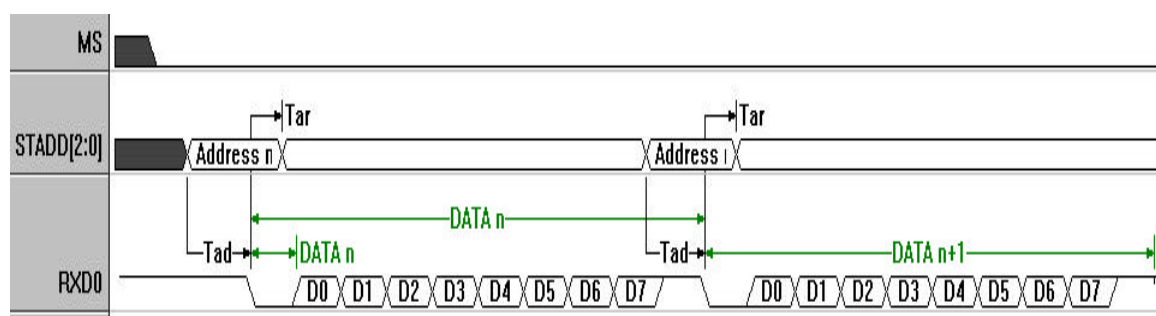 MS
Tar Tar
STADD[2:0] Address n Address
DATA n
Tad DATA n Tad DATA n+1
RXD0 D0 D1 D2 D3 D4 D5 D6 D7 D0 D1 D2 D3 D4 D5 D6 D7